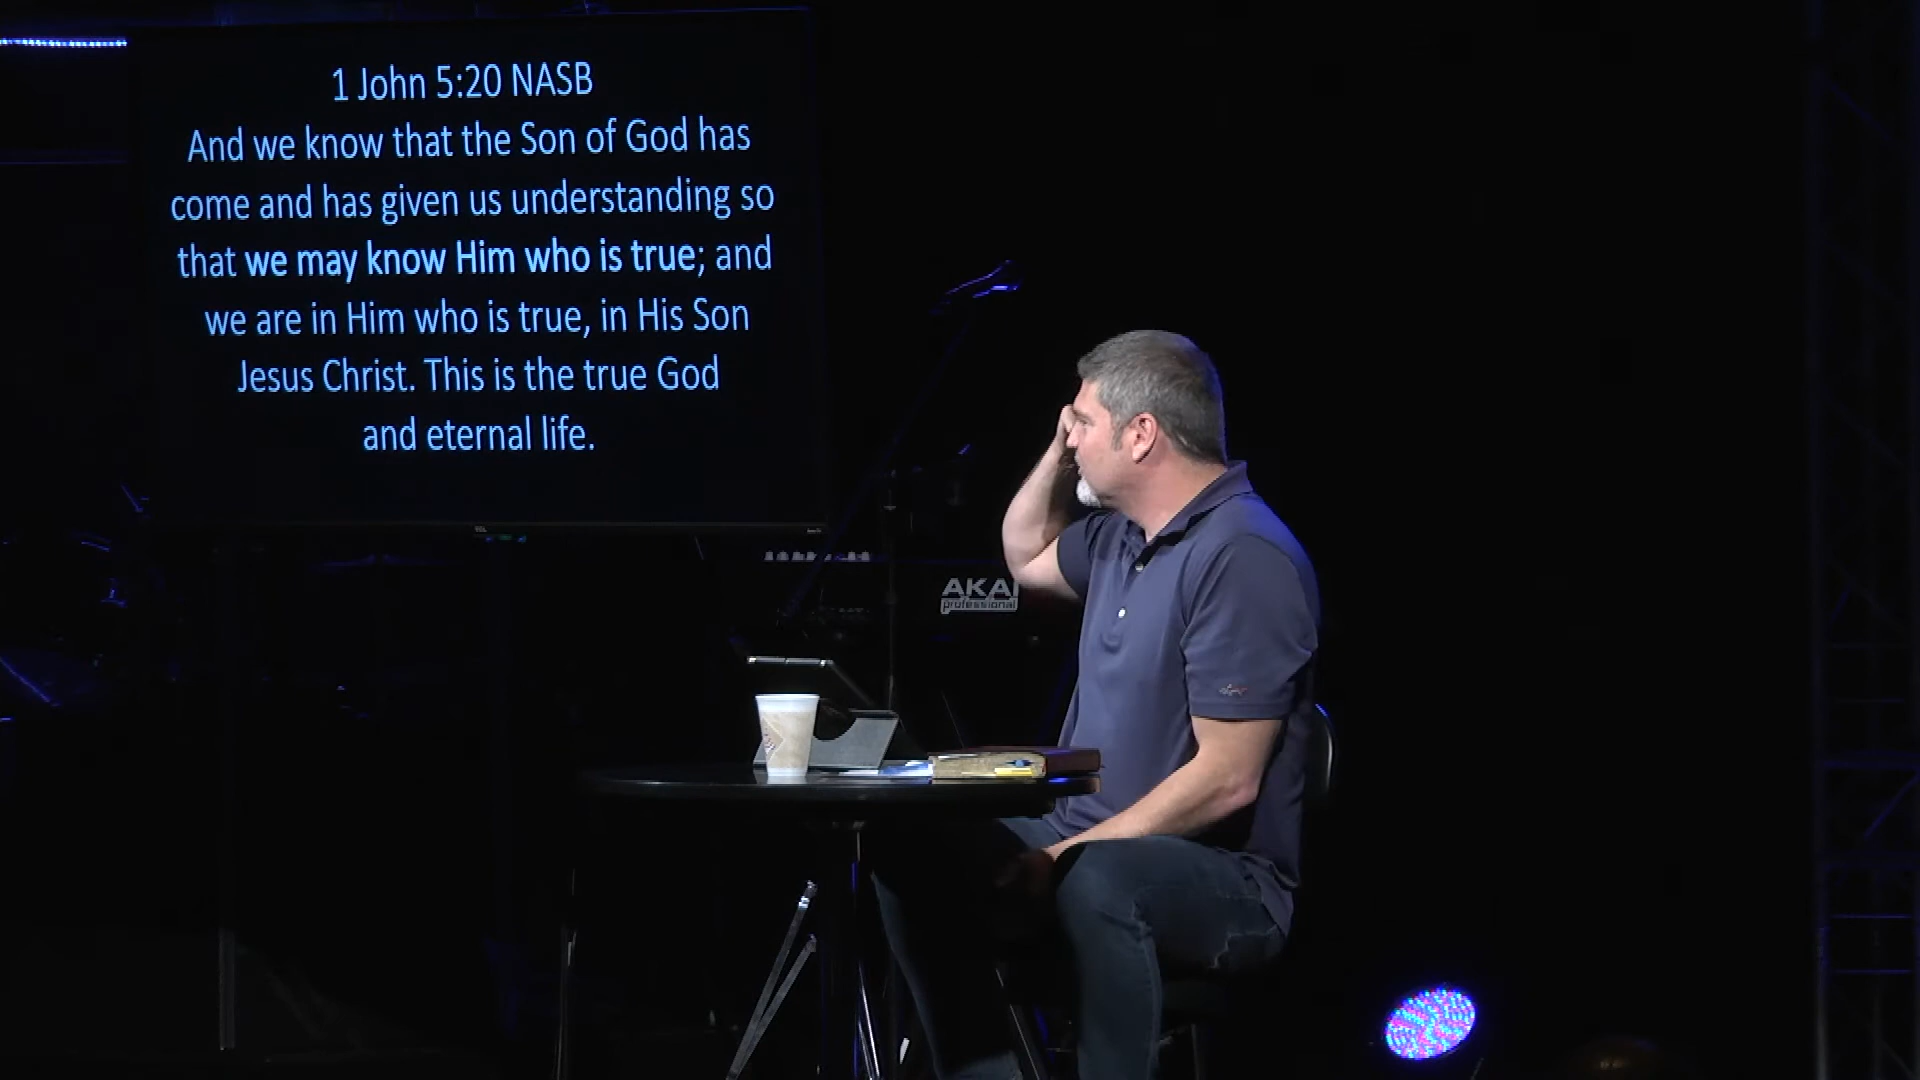 1 John 5:20 NASB
And we know that the Son of God has
come and has given us understanding so
that we may know Him who is true; and
we are in Him who is true, in His Son
Jesus Christ. This is the true God
and eternal life.
AKAI
professional